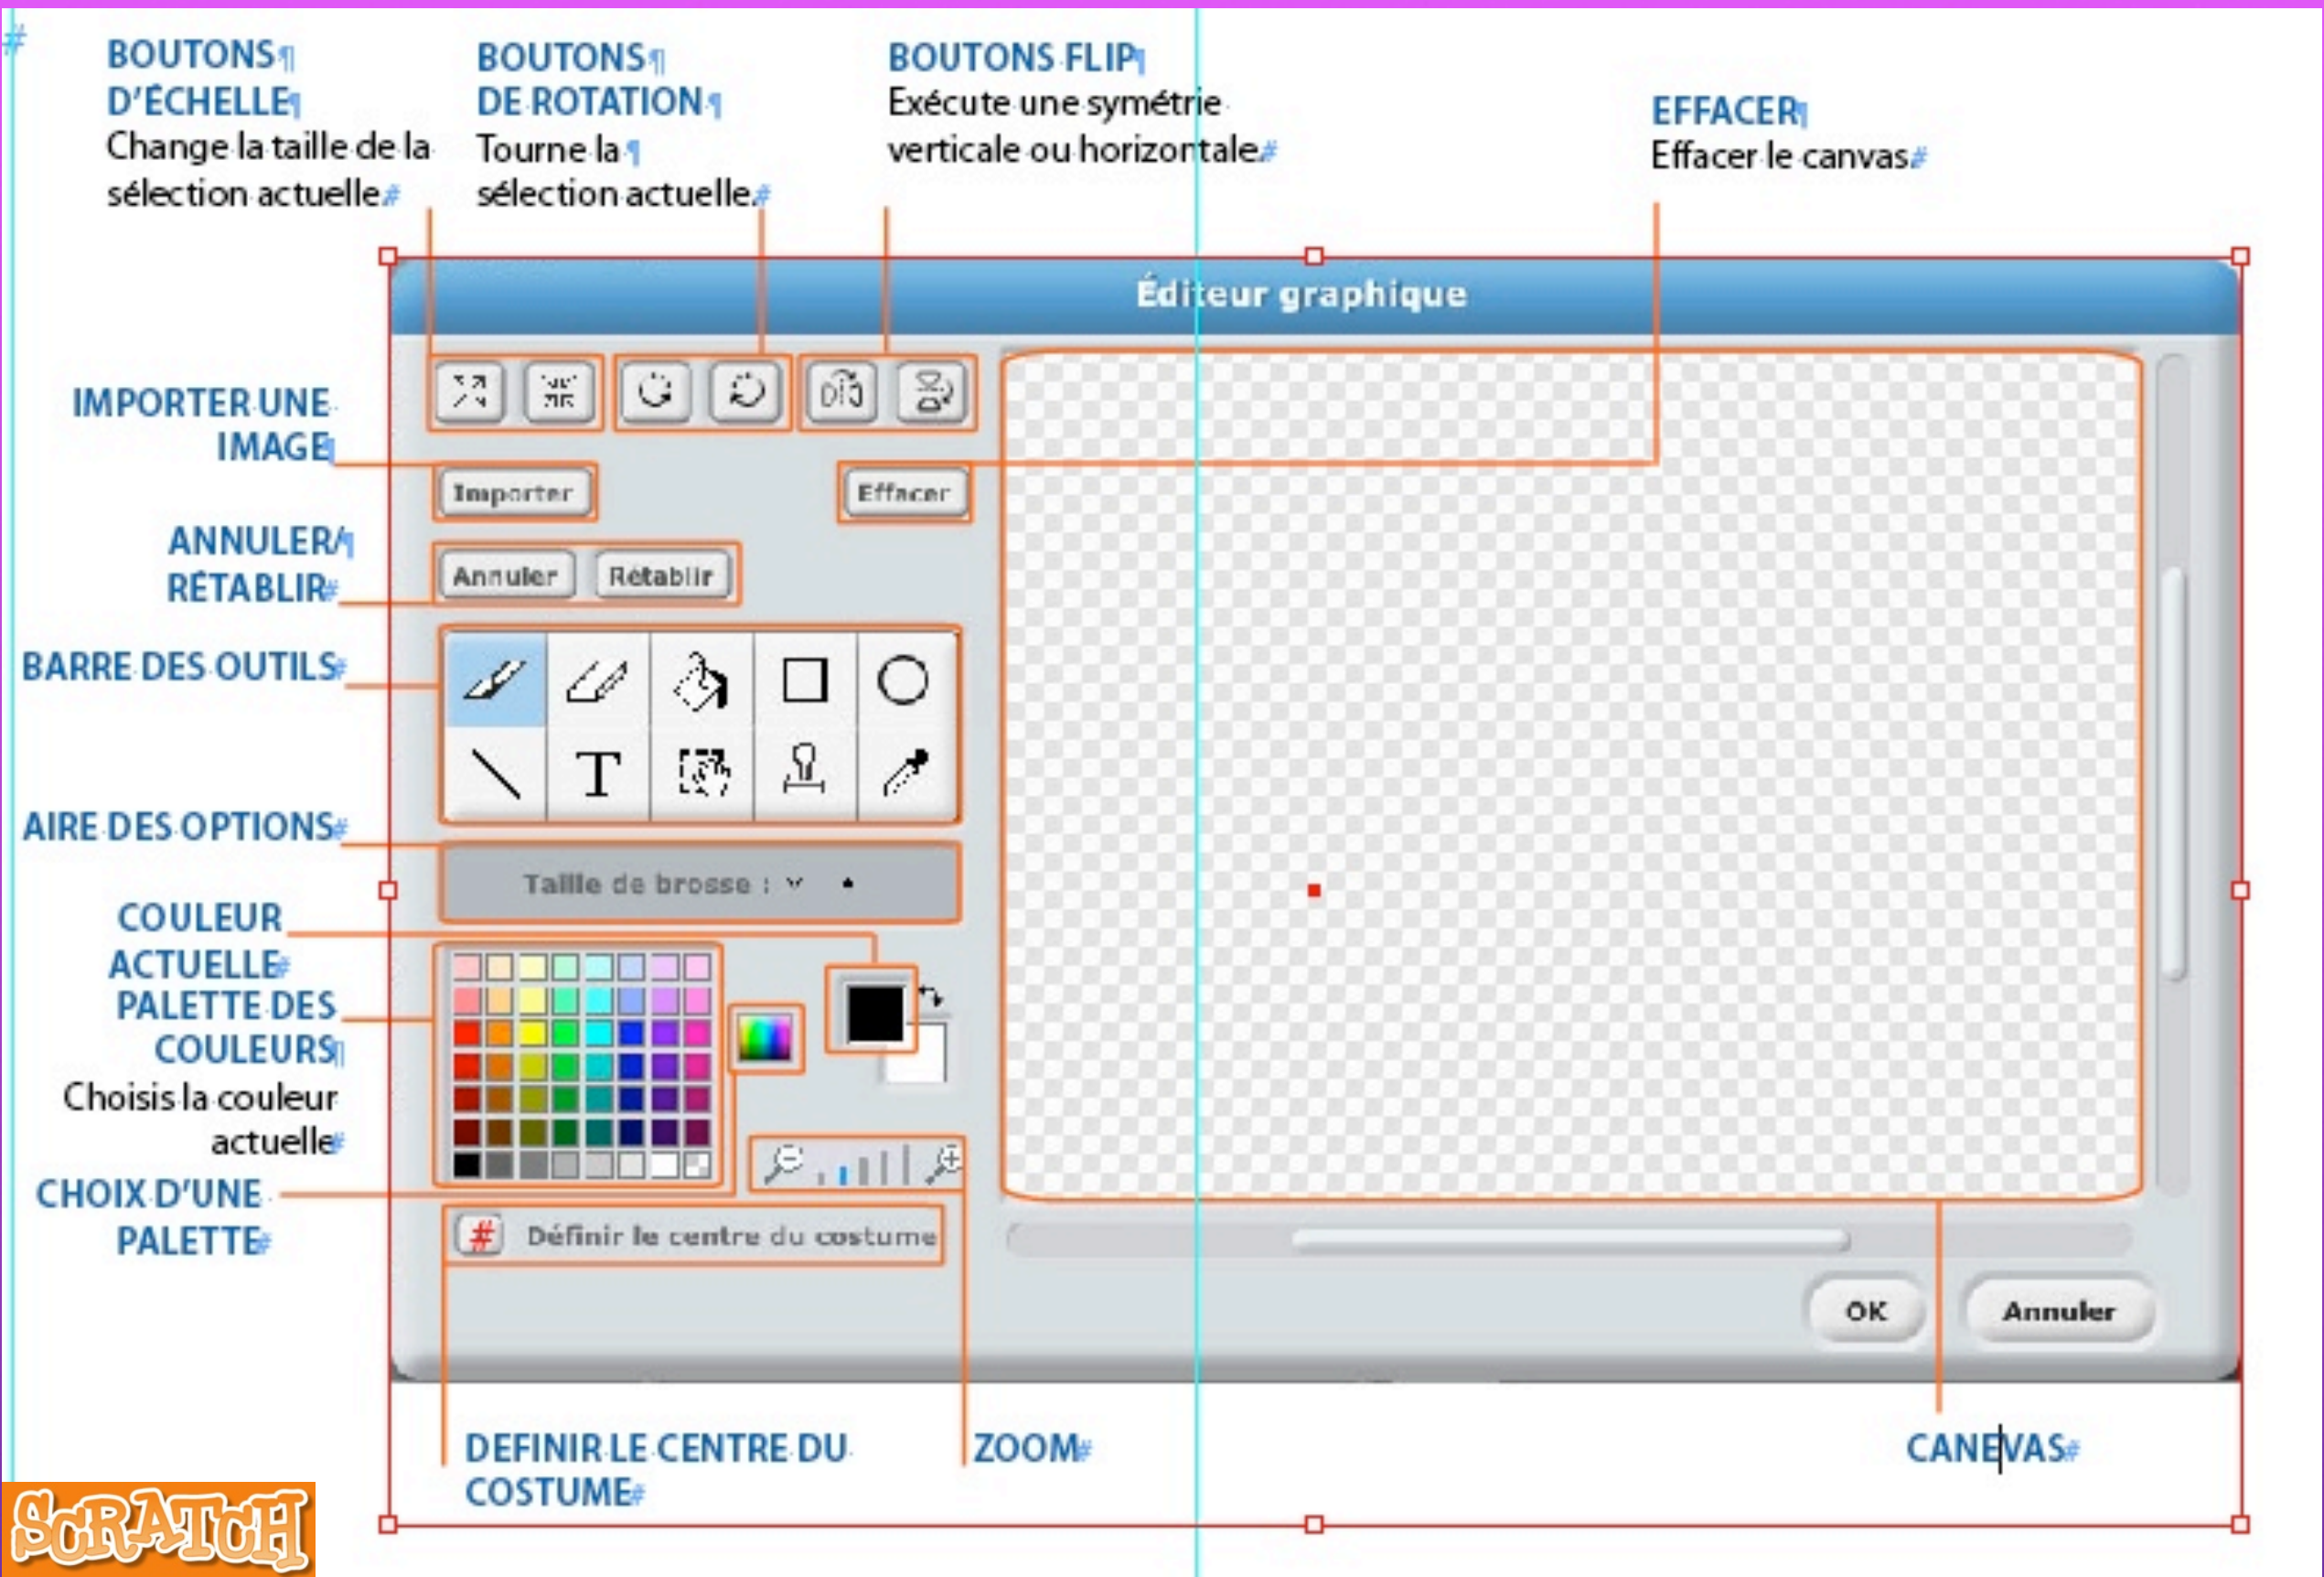 BOUTONS
D'ÉCHELLE
Change la taille de la
sélection actuelle
BOUTONS
DE ROTATION
Tourne la
sélection actuelle
BOUTONS FLIP
Exécute une symétrie
verticale ou horizontale
EFFACER
Effacer le canvas
Éditeur graphique
IMPORTER UNE
IMAGE
Importer
Effacer
ANNULER/
RÉTABLIR
Annuler
Rétablir
BARRE DES OUTILS
T
AIRE DES OPTIONS
Taille de brosse :
COULEUR
ACTUELLE
PALETTE DES
COULEURS
Choisis la couleur
actuelle
CHOIX D'UNE
PALETTE
Définir le centre du costume
OK
Annuler
DEFINIR LE CENTRE DU
COSTUME
ZOOM
CANEVAS
SCRATCH